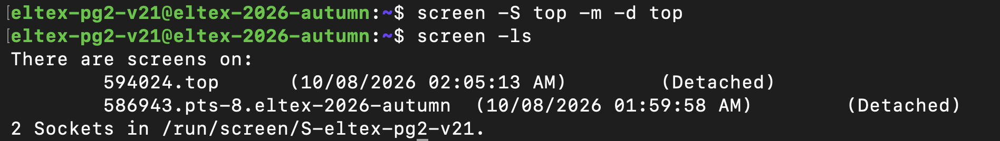 [eltex-pg2-v21@eltex-2026-autumn:~$ screen -S top -m -d top
[eltex-pg2-v21@eltex-2026-autumn:~$ screen -ls
There are screens on:
594024.top (10/08/2026 02:05:13 AM) (Detached)
586943.pts-8.eltex-2026-autumn (10/08/2026 01:59:58 AM) (Detached)
2 Sockets in /run/screen/S-eltex-pg2-v21.